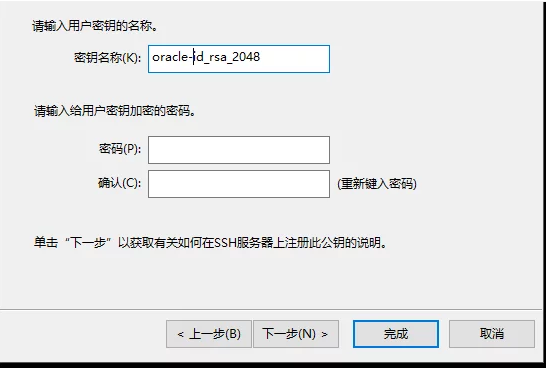 请输入用户密钥的名称。
密钥名称(K): oracle-id_rsa_2048
请输入给用户密钥加密的密码。
密码(P):
确认(C): (重新键入密码)
单击“下一步”以获取有关如何在SSH服务器上注册此公钥的说明。
< 上一步(B) 下一步(N) > 完成 取消